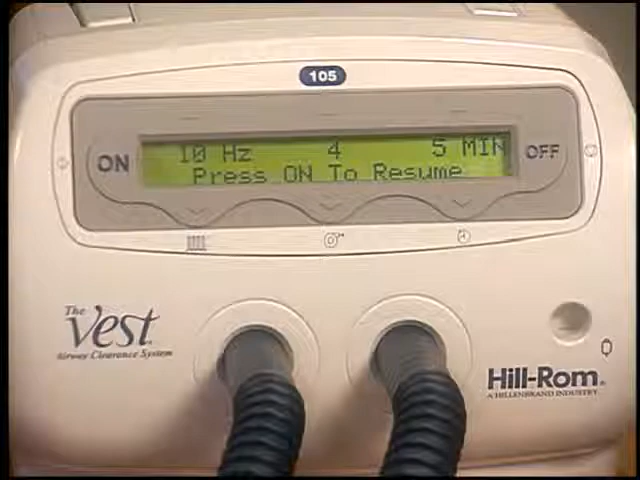 105
ON
10 Hz 4 5 MIN
Press ON To Resume
OFF
The
Vest
Airway Clearance System
Hill-Rom
A HILLENBRAND INDUSTRY